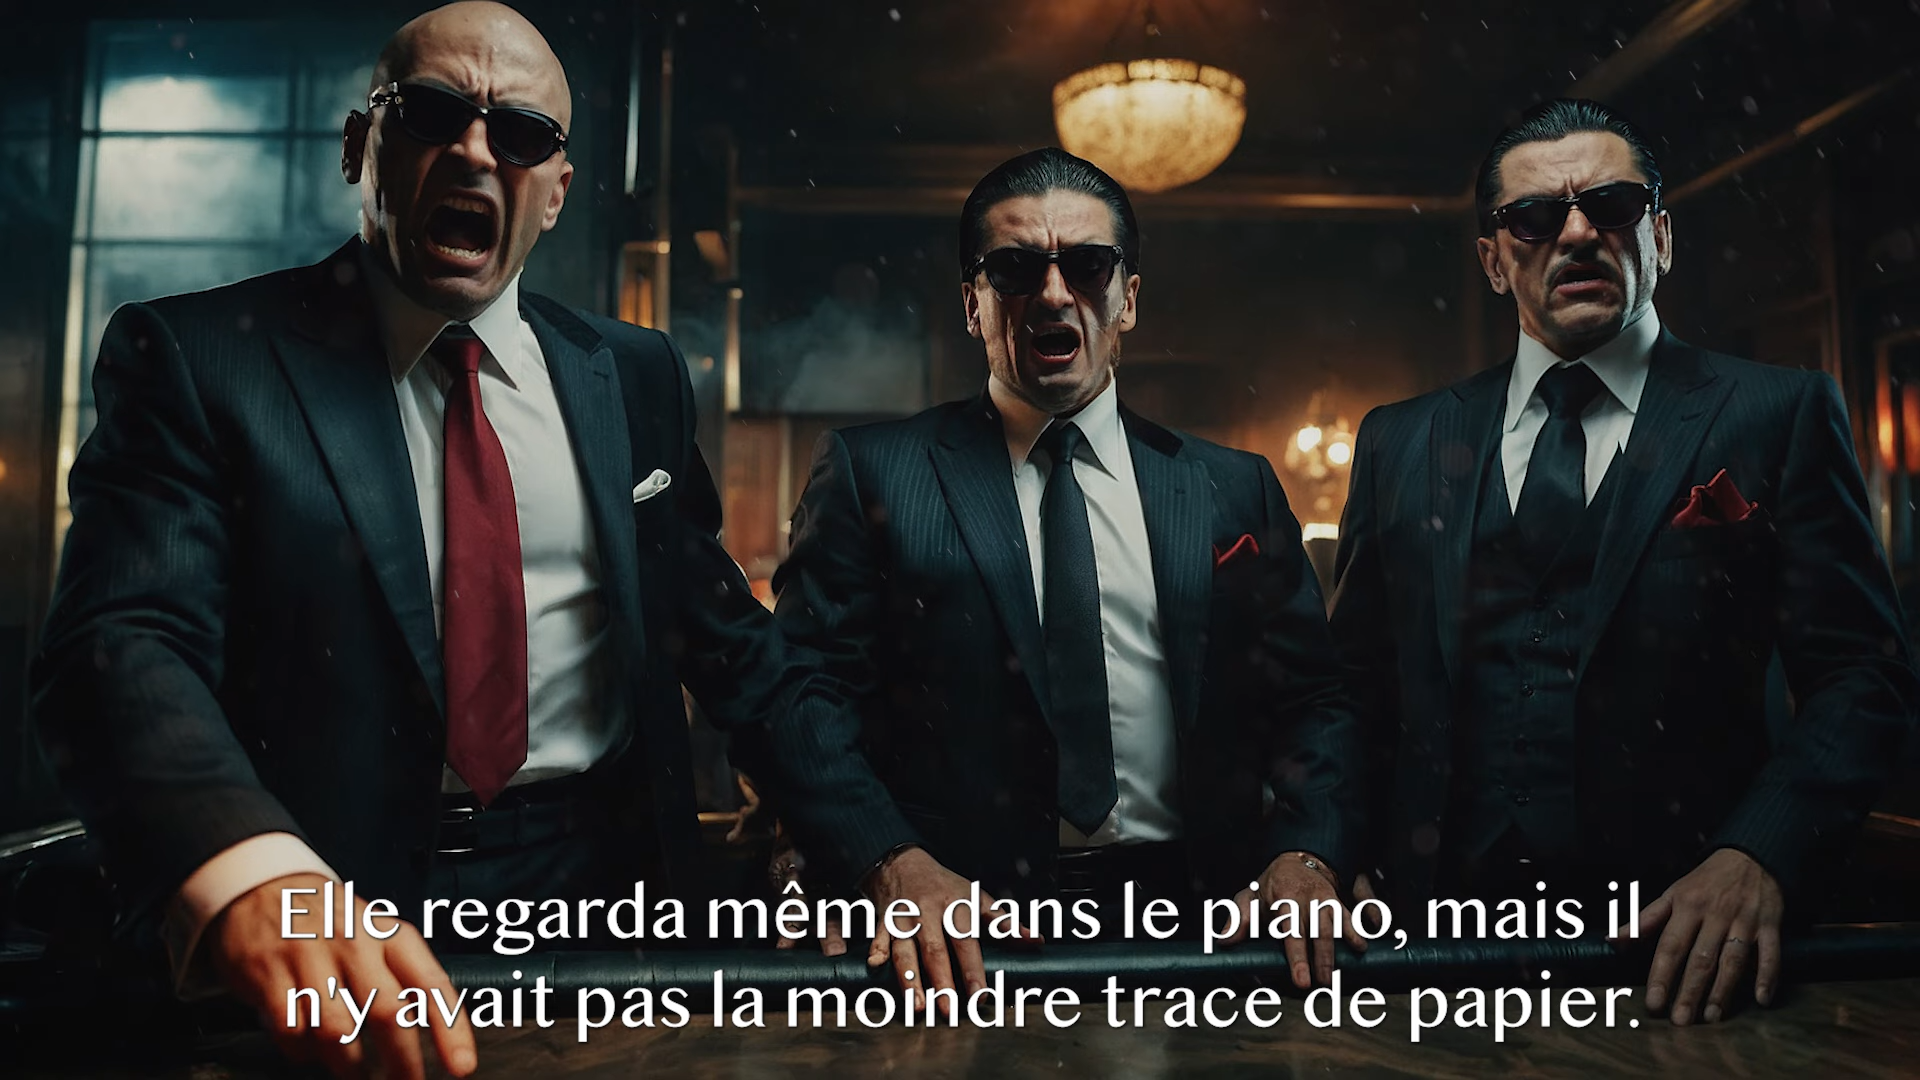 Elle regarda même dans le piano, mais il
n'y avait pas la moindre trace de papier.